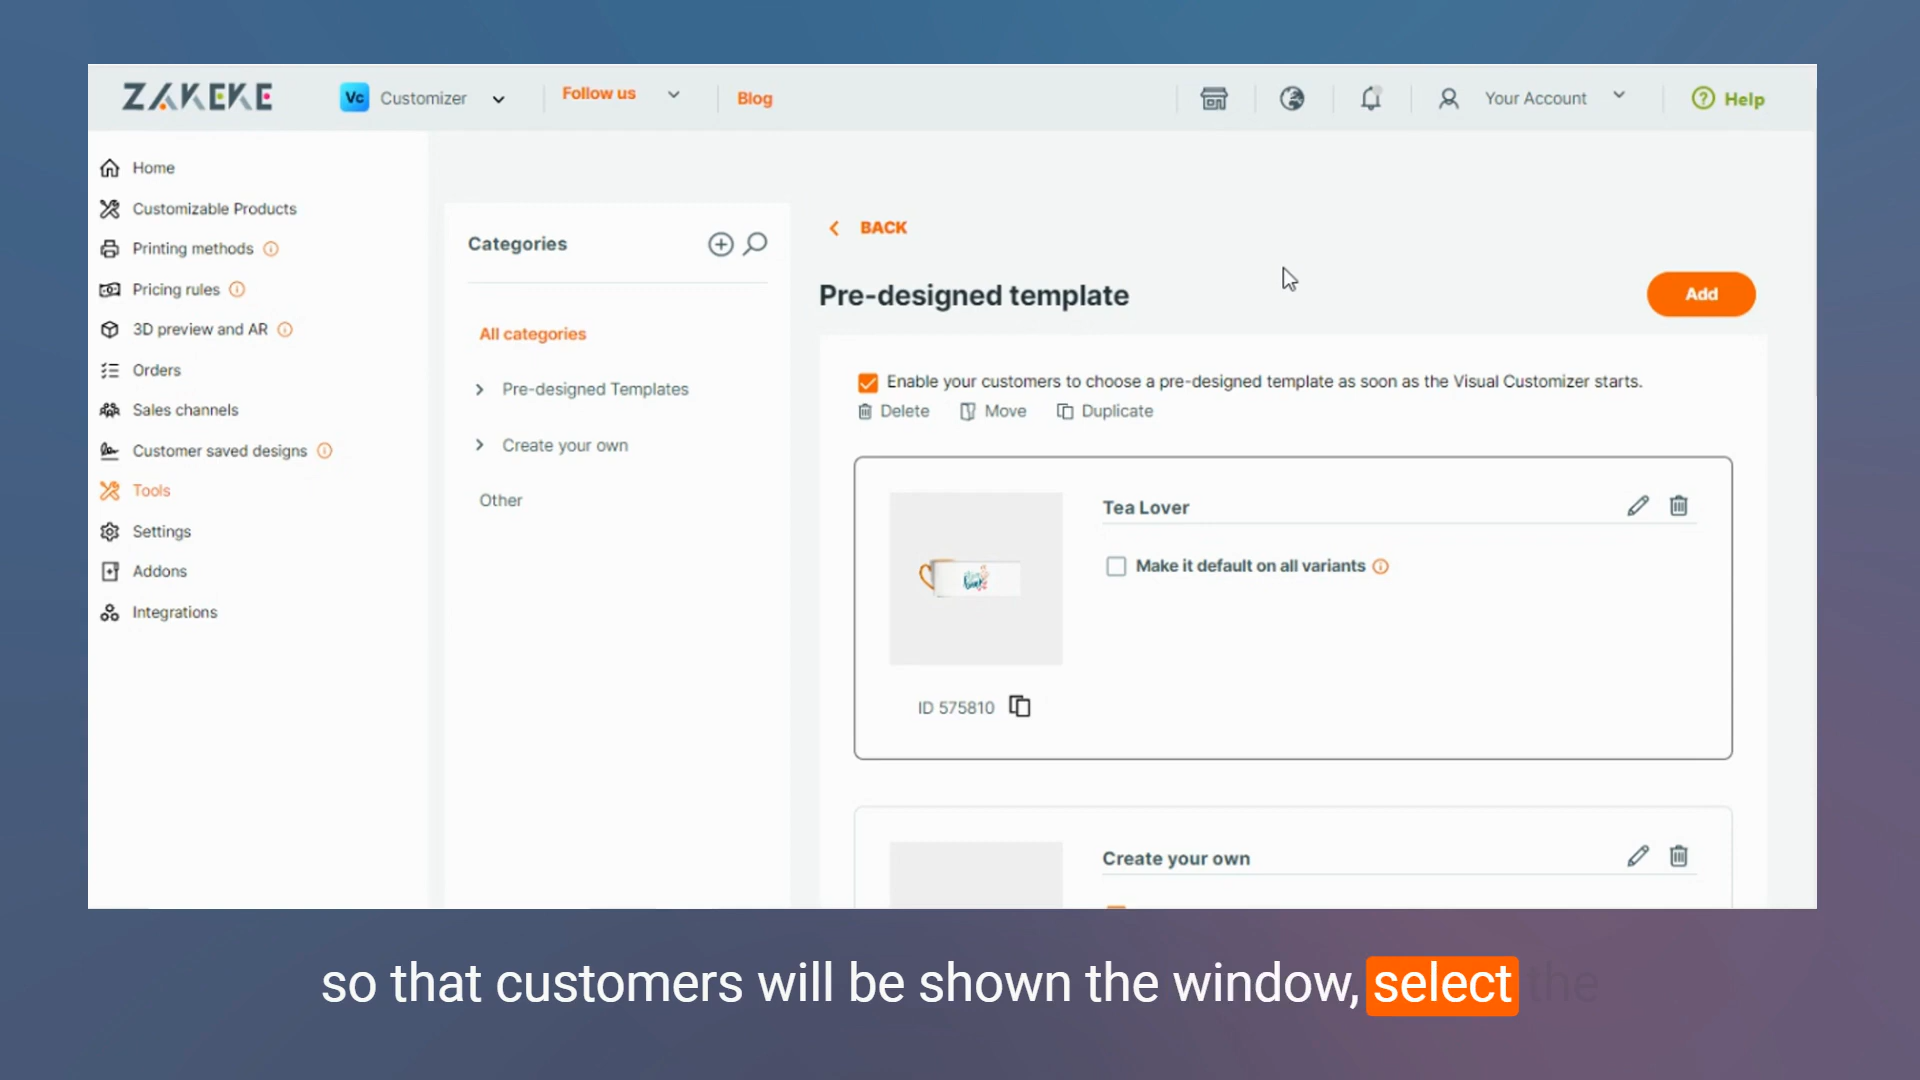 ZAKEKE
Vc Customizer
Follow us
Blog
Your Account
Help
Home
Customizable Products
Printing methods
Pricing rules
3D preview and AR
Orders
Sales channels
Customer saved designs
Tools
Settings
Addons
Integrations
Categories
All categories
Pre-designed Templates
Create your own
Other
BACK
Pre-designed template
Add
Enable your customers to choose a pre-designed template as soon as the Visual Customizer starts.
Delete Move Duplicate
Tea Lover
Make it default on all variants
ID 575810
Create your own
so that customers will be shown the window, select the